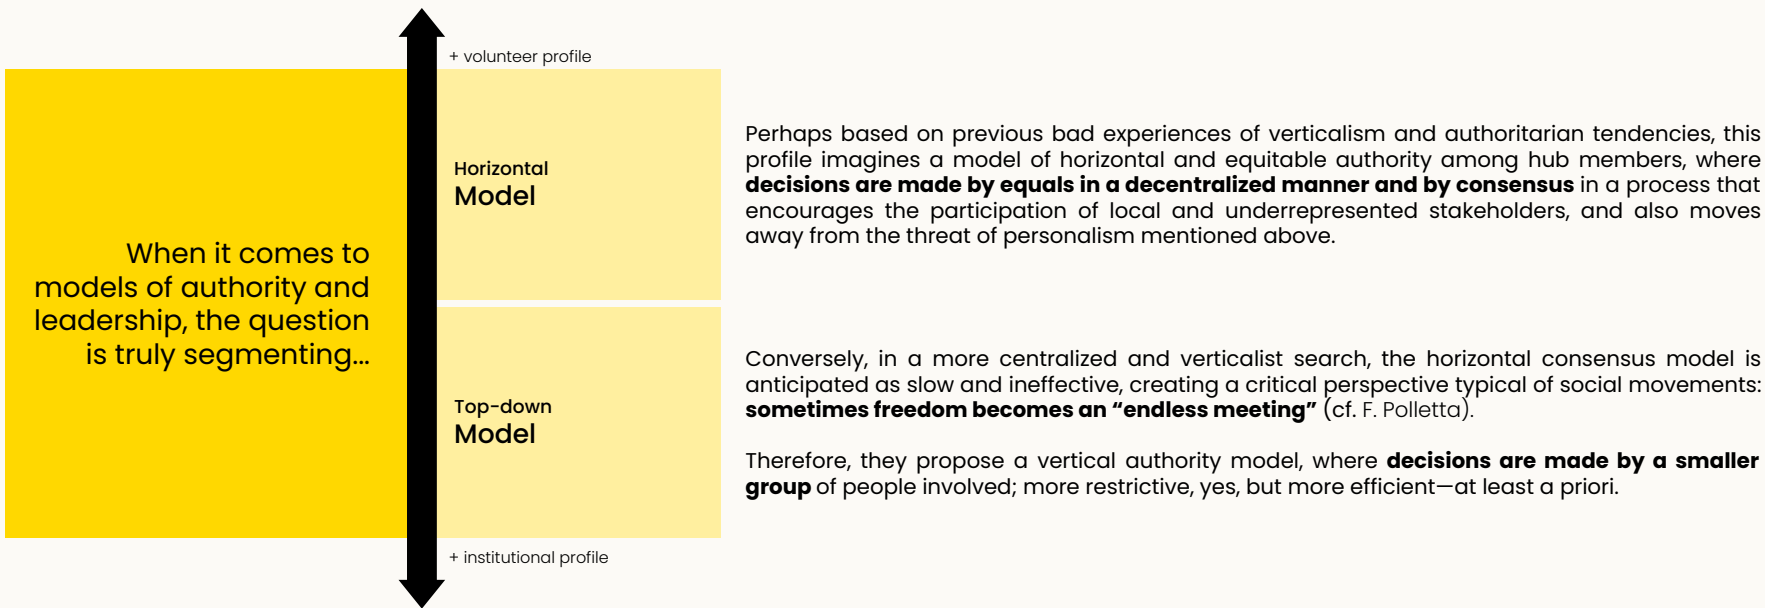 + volunteer profile
When it comes to
models of authority and
leadership, the question
is truly segmenting...
Horizontal
Model
Perhaps based on previous bad experiences of verticalism and authoritarian tendencies, this
profile imagines a model of horizontal and equitable authority among hub members, where
decisions are made by equals in a decentralized manner and by consensus in a process that
encourages the participation of local and underrepresented stakeholders, and also moves
away from the threat of personalism mentioned above.
Top-down
Model
Conversely, in a more centralized and verticalist search, the horizontal consensus model is
anticipated as slow and ineffective, creating a critical perspective typical of social movements:
sometimes freedom becomes an “endless meeting” (cf. F. Polletta).
Therefore, they propose a vertical authority model, where decisions are made by a smaller
group of people involved; more restrictive, yes, but more efficient—at least a priori.
+ institutional profile